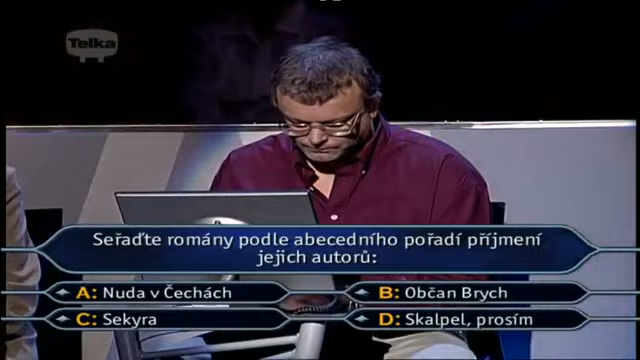 Telka
Seřaďte romány podle abecedního pořadí příjmení
jejich autorů:
A: Nuda v Čechách
B: Občan Brych
C: Sekyra
D: Skalpel, prosím